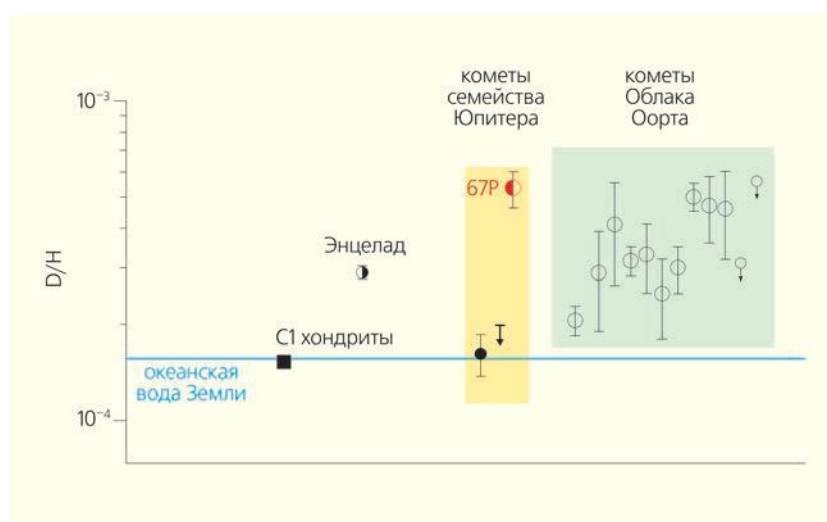 кометы
семейства
Юпитера
кометы
Облака
Оорта
10⁻³
67P
Энцелад
D/H
C1 хондриты
океанская
вода Земли
10⁻⁴